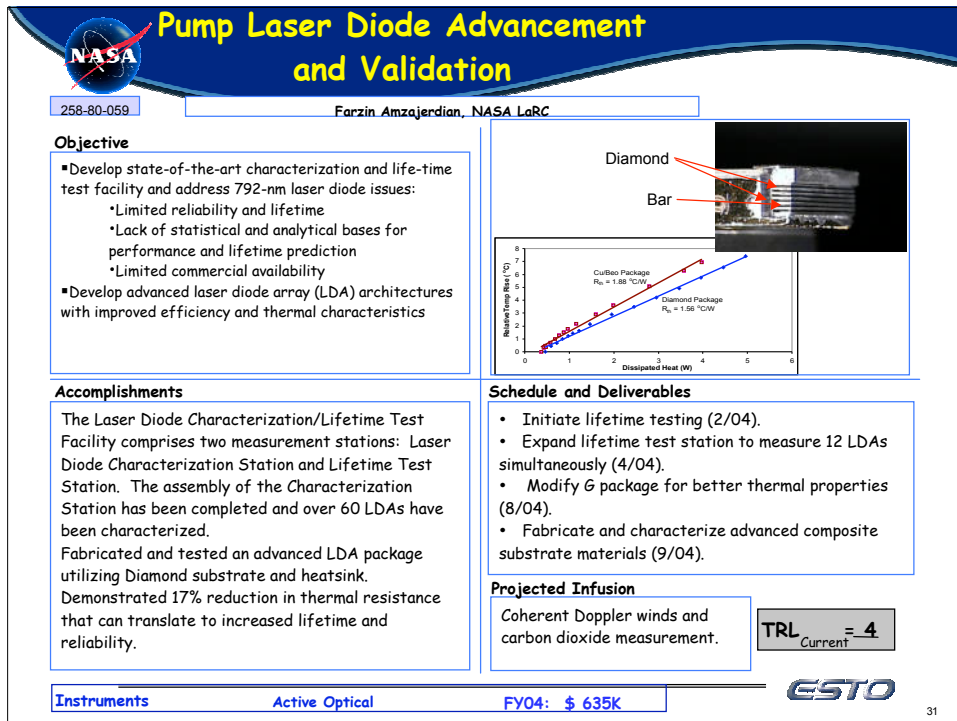 Pump Laser Diode Advancement
and Validation
NASA
258-80-059
Farzin Amzajerdian, NASA LaRC
Objective
▪Develop state-of-the-art characterization and life-time
test facility and address 792-nm laser diode issues:
•Limited reliability and lifetime
•Lack of statistical and analytical bases for
performance and lifetime prediction
•Limited commercial availability
▪Develop advanced laser diode array (LDA) architectures
with improved efficiency and thermal characteristics
Diamond
Bar
Relative Temp Rise (°C)
8
7
6
5
4
3
2
1
0
Cu/Beo Package
Rth = 1.88 °C/W
Diamond Package
Rth = 1.56 °C/W
0 1 2 3 4 5 6
Dissipated Heat (W)
Accomplishments
The Laser Diode Characterization/Lifetime Test
Facility comprises two measurement stations: Laser
Diode Characterization Station and Lifetime Test
Station. The assembly of the Characterization
Station has been completed and over 60 LDAs have
been characterized.
Fabricated and tested an advanced LDA package
utilizing Diamond substrate and heatsink.
Demonstrated 17% reduction in thermal resistance
that can translate to increased lifetime and
reliability.
Schedule and Deliverables
• Initiate lifetime testing (2/04).
• Expand lifetime test station to measure 12 LDAs
simultaneously (4/04).
• Modify G package for better thermal properties
(8/04).
• Fabricate and characterize advanced composite
substrate materials (9/04).
Projected Infusion
Coherent Doppler winds and
carbon dioxide measurement.
TRL Current = 4
Instruments Active Optical FY04: $ 635K
ESTO
31